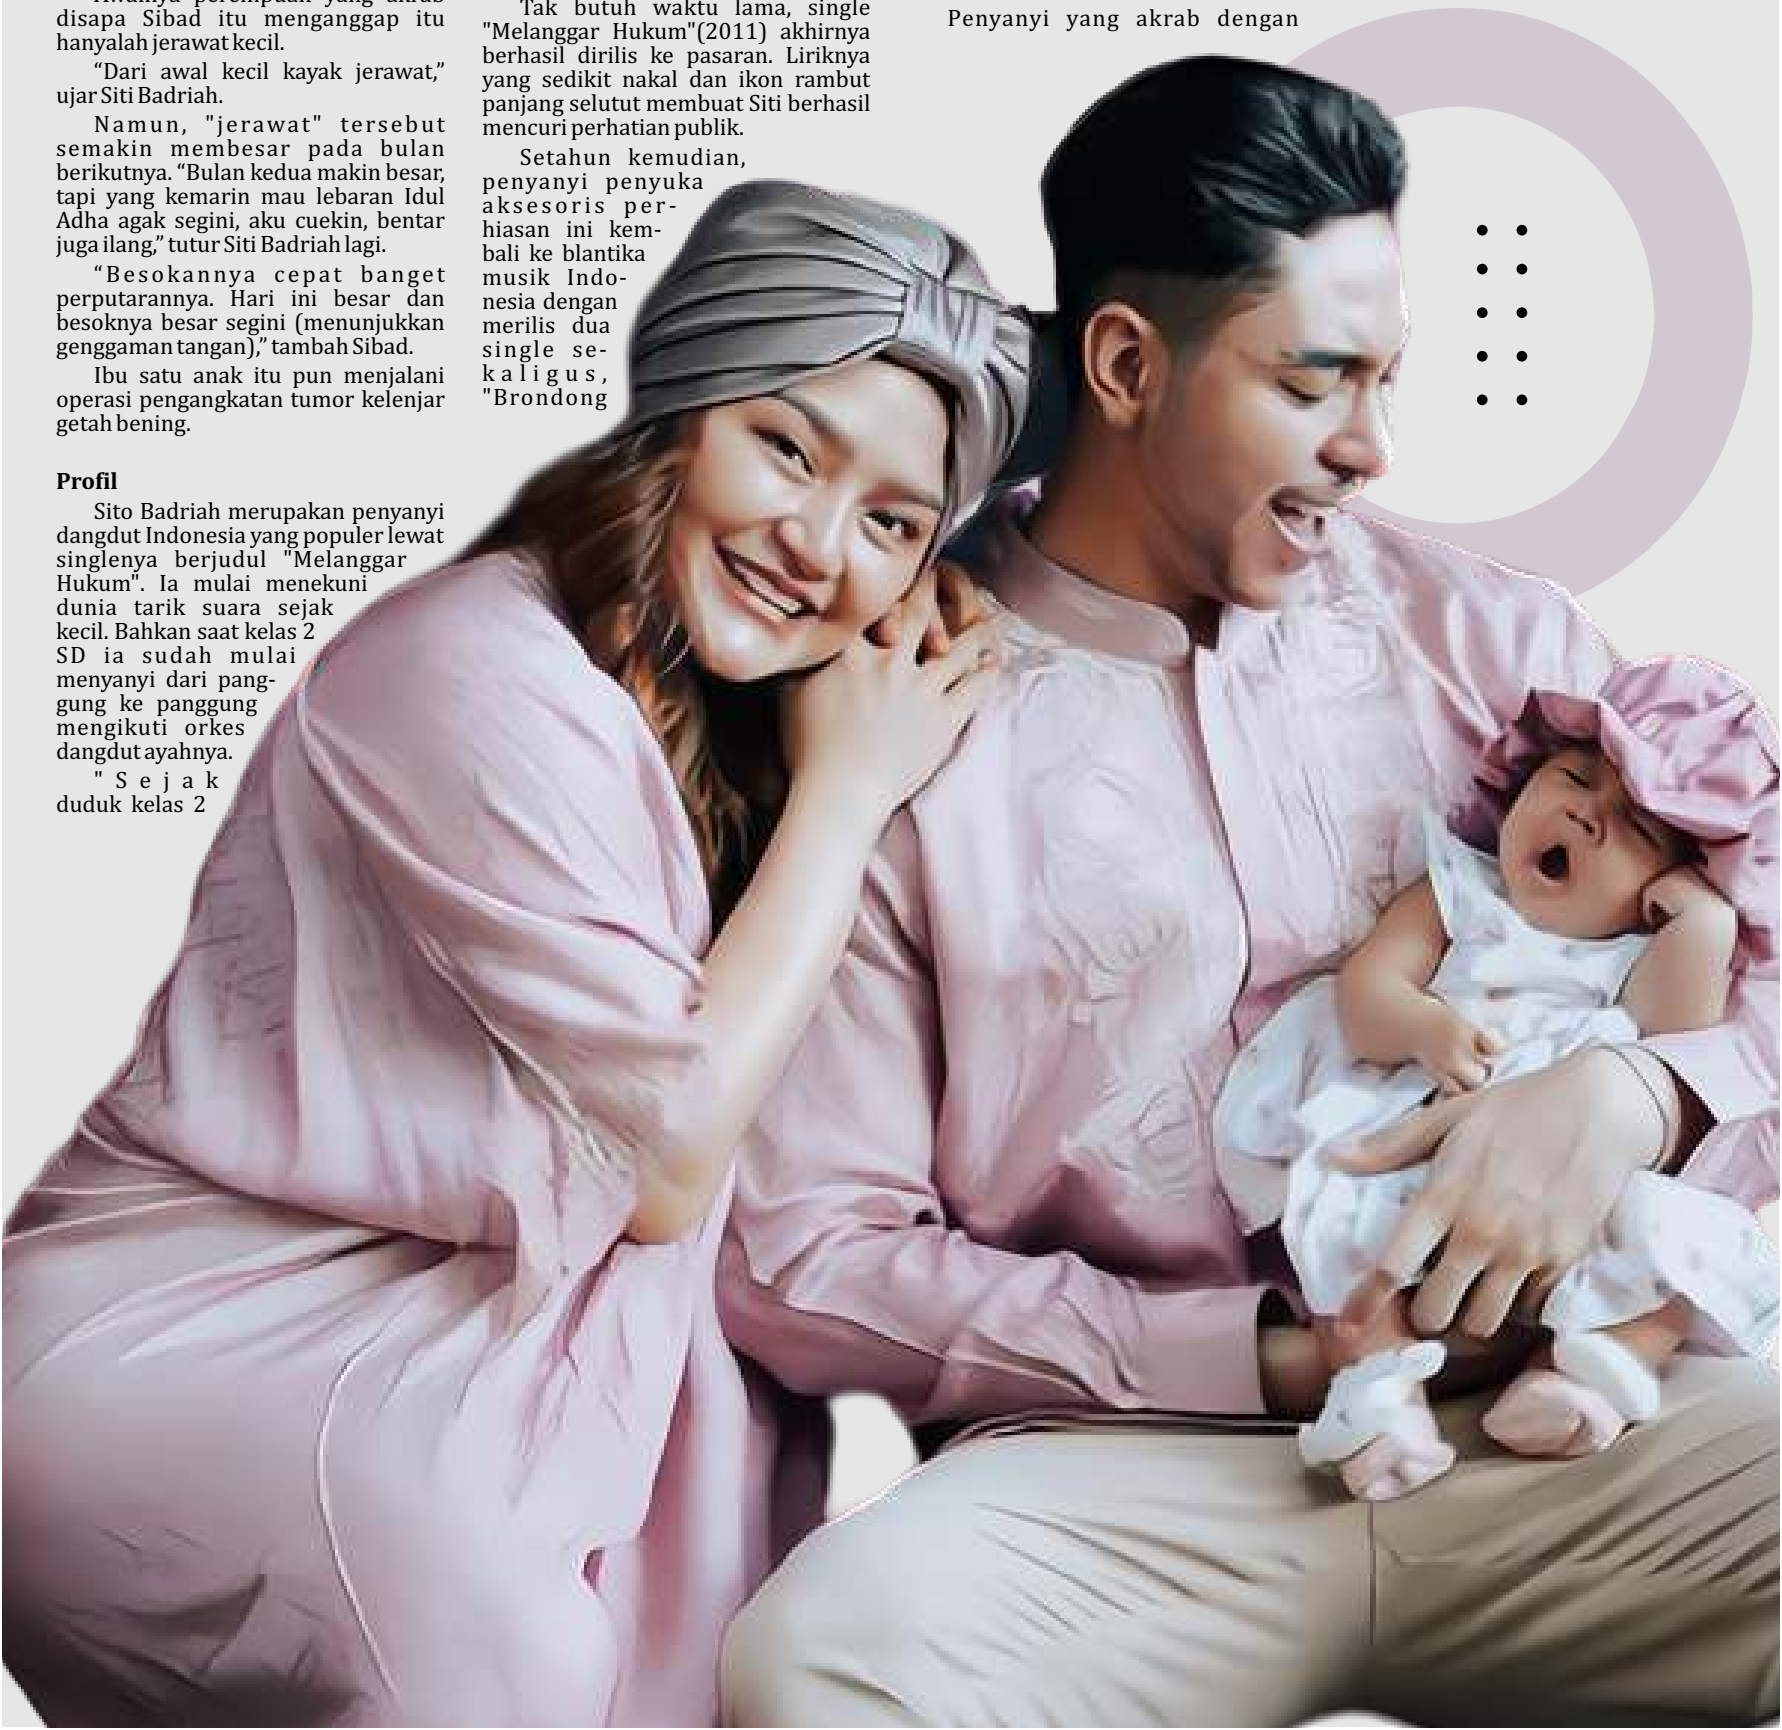 disapa Sibad itu menganggap itu
hanyalah jerawat kecil.
“Dari awal kecil kayak jerawat,”
ujar Siti Badriah.
Namun, "jerawat" tersebut
semakin membesar pada bulan
berikutnya. “Bulan kedua makin besar,
tapi yang kemarin mau lebaran Idul
Adha agak segini, aku cuekin, bentar
juga ilang,” tutur Siti Badriah lagi.
“Besokannya cepat banget
perputarannya. Hari ini besar dan
besoknya besar segini (menunjukkan
genggaman tangan),” tambah Sibad.
Ibu satu anak itu pun menjalani
operasi pengangkatan tumor kelenjar
getah bening.
Profil
Sito Badriah merupakan penyanyi
dangdut Indonesia yang populer lewat
singlenya berjudul "Melanggar
Hukum". Ia mulai menekuni
dunia tarik suara sejak
kecil. Bahkan saat kelas 2
SD ia sudah mulai
menyanyi dari pang-
gung ke panggung
mengikuti orkes
dangdut ayahnya.
"Sejak
duduk kelas 2
Tak butuh waktu lama, single
"Melanggar Hukum"(2011) akhirnya
berhasil dirilis ke pasaran. Liriknya
yang sedikit nakal dan ikon rambut
panjang selutut membuat Siti berhasil
mencuri perhatian publik.
Setahun kemudian,
penyanyi penyuka
aksesoris per-
hiasan ini kem-
bali ke blantika
musik Indo-
nesia dengan
merilis dua
single se-
kaligus,
"Brondong
Penyanyi yang akrab dengan